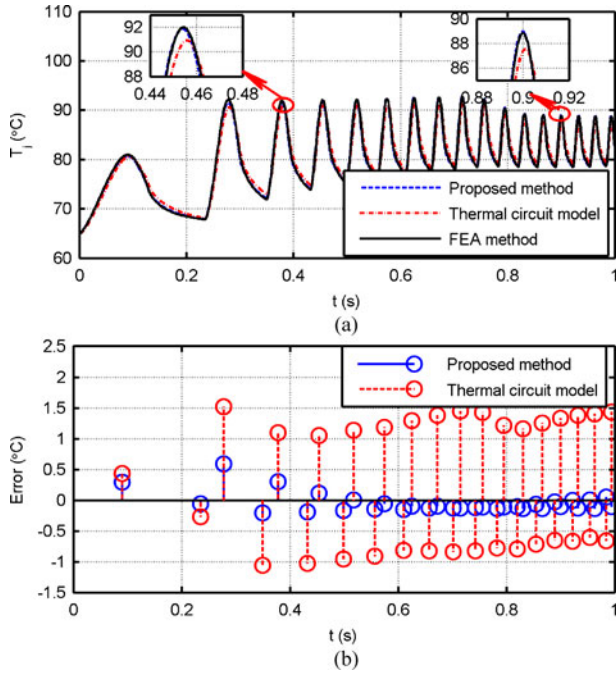 110
100
90
80
70
60
T_j (°C)
92
90
88
0.44 0.46 0.48
90
88
86
0.88 0.90 0.92
Proposed method
Thermal circuit model
FEA method
0 0.2 0.4 0.6 0.8 1
t (s)
(a)
2.5
2
1.5
1
0.5
0
-0.5
-1
-1.5
Error (°C)
Proposed method
Thermal circuit model
0 0.2 0.4 0.6 0.8 1
t (s)
(b)